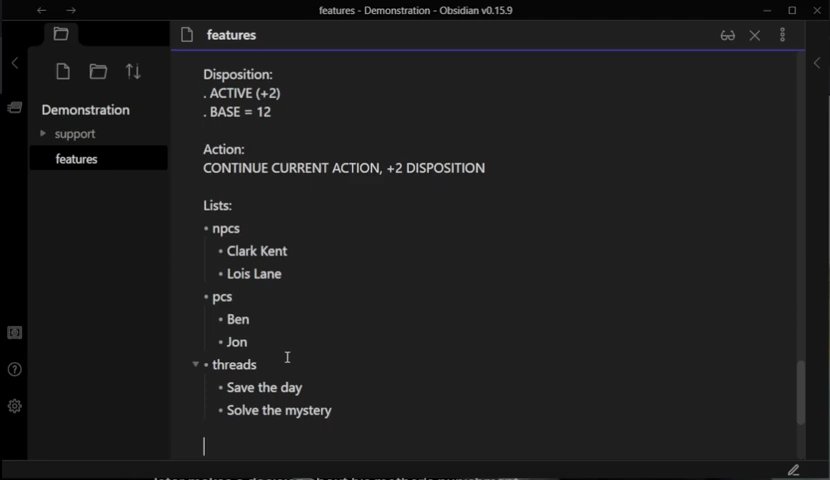 features - Demonstration - Obsidian v0.15.9
features
Demonstration
support
features
Disposition:
. ACTIVE (+2)
. BASE = 12
Action:
CONTINUE CURRENT ACTION, +2 DISPOSITION
Lists:
• npcs
• Clark Kent
• Lois Lane
• pcs
• Ben
• Jon
• threads
• Save the day
• Solve the mystery